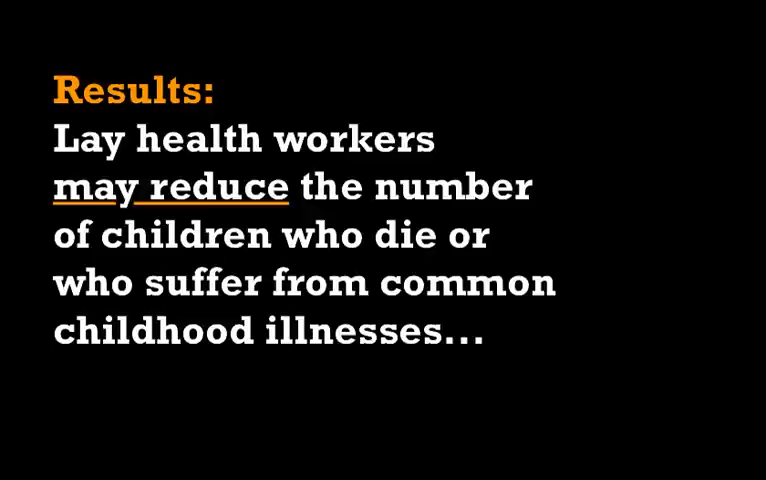 Results:
Lay health workers
may reduce the number
of children who die or
who suffer from common
childhood illnesses...